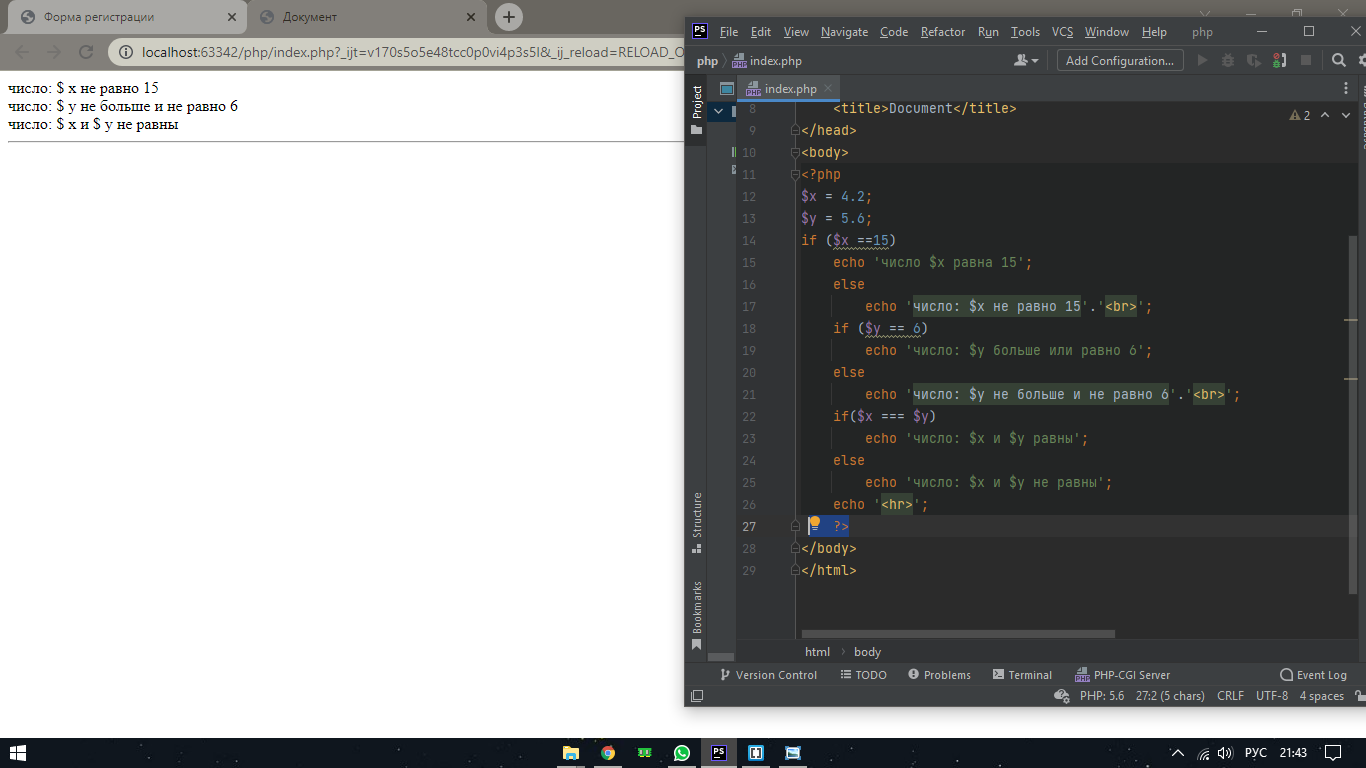 Форма регистрации
Документ
localhost:63342/php/index.php?_ijt=v170s5o5e48tcc0p0vi4p3s5l&_ij_reload=RELOAD_O
число: $ x не равно 15
число: $ y не больше и не равно 6
число: $ x и $ y не равны
PS File Edit View Navigate Code Refactor Run Tools VCS Window Help php
php index.php Add Configuration...
Project
index.php
8 <title>Document</title>
2
9 </head>
10 <body>
11 <?php
12 $x = 4.2;
13 $y = 5.6;
14 if ($x ==15)
15 echo 'число $x равна 15';
16 else
17 echo 'число: $x не равно 15'.'<br>';
18 if ($y == 6)
19 echo 'число: $y больше или равно 6';
20 else
21 echo 'число: $y не больше и не равно 6'.'<br>';
22 if($x === $y)
23 echo 'число: $x и $y равны';
24 else
25 echo 'число: $x и $y не равны';
26 echo '<hr>';
27 ?>
28 </body>
29 </html>
Structure
Bookmarks
html body
Version Control TODO Problems Terminal PHP-CGI Server Event Log
PHP: 5.6 27:2 (5 chars) CRLF UTF-8 4 spaces
PS
РУС 21:43